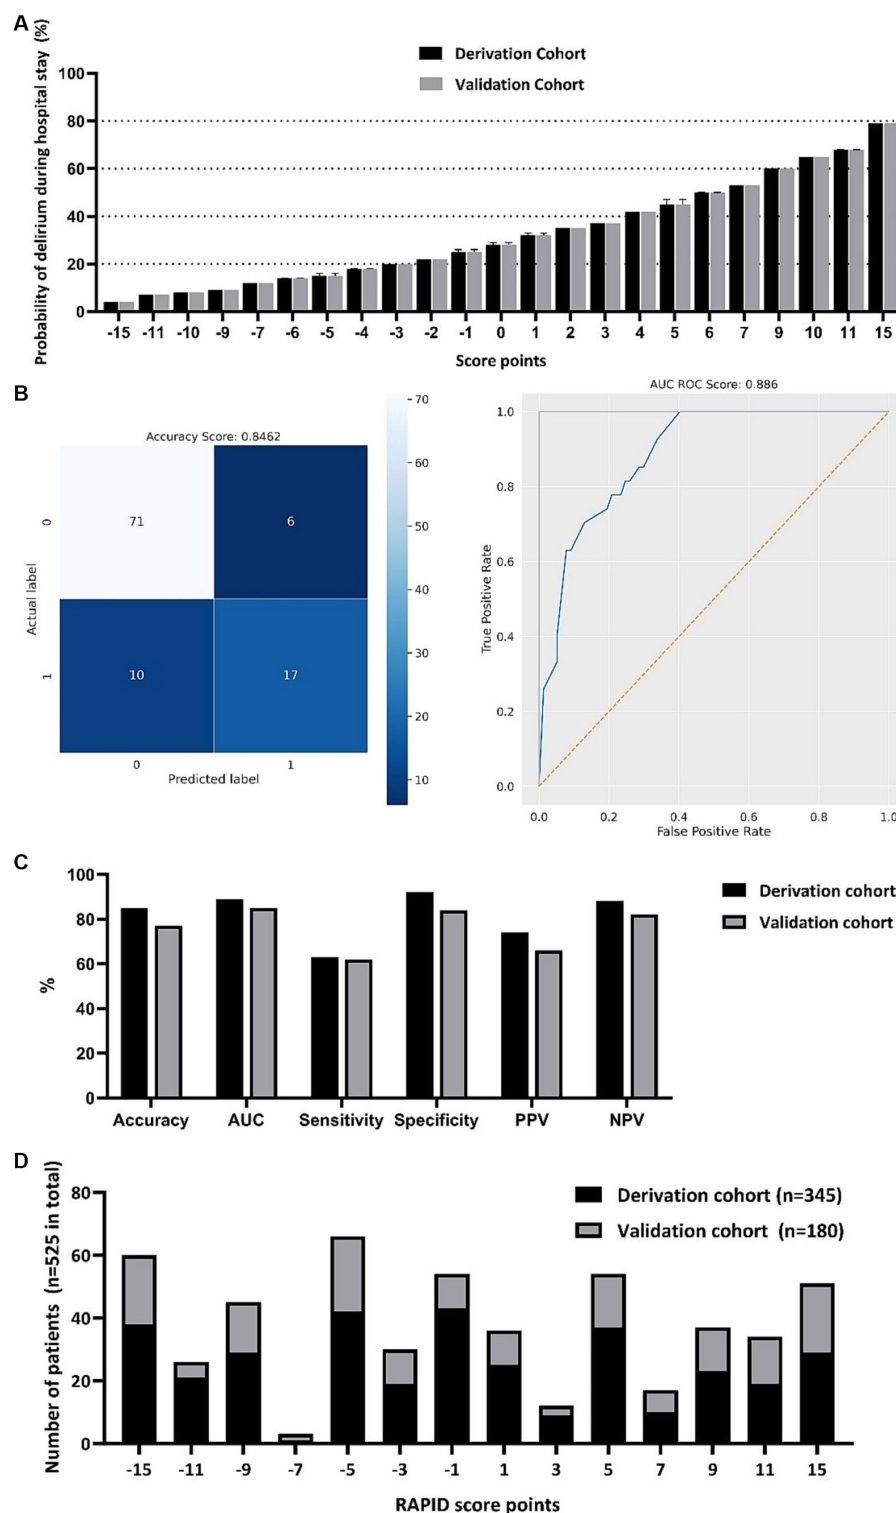 A
Probability of delirium during hospital stay (%)
Derivation Cohort
Validation Cohort
100
80
60
40
20
0
-15 -11 -10 -9 -7 -6 -5 -4 -3 -2 -1 0 1 2 3 4 5 6 7 9 10 11 15
Score points
B
Accuracy Score: 0.8462
Actual label
0
1
71 6
10 17
0 1
Predicted label
70
60
50
40
30
20
10
AUC ROC Score: 0.886
True Positive Rate
1.0
0.8
0.6
0.4
0.2
0.0
0.0 0.2 0.4 0.6 0.8 1.0
False Positive Rate
C
%
100
80
60
40
20
0
Accuracy AUC Sensitivity Specificity PPV NPV
Derivation cohort
Validation cohort
D
Number of patients (n=525 in total)
80
60
40
20
0
Derivation cohort (n=345)
Validation cohort (n=180)
-15 -11 -9 -7 -5 -3 -1 1 3 5 7 9 11 15
RAPID score points